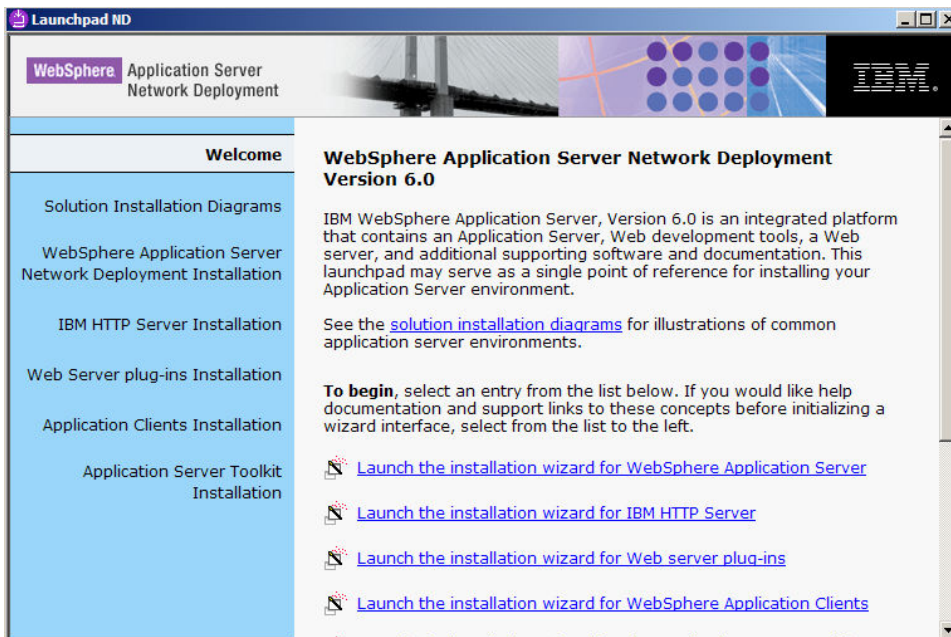 Launchpad ND
WebSphere Application Server
Network Deployment
IBM.
Welcome
Solution Installation Diagrams
WebSphere Application Server
Network Deployment Installation
IBM HTTP Server Installation
Web Server plug-ins Installation
Application Clients Installation
Application Server Toolkit
Installation
WebSphere Application Server Network Deployment
Version 6.0
IBM WebSphere Application Server, Version 6.0 is an integrated platform
that contains an Application Server, Web development tools, a Web
server, and additional supporting software and documentation. This
launchpad may serve as a single point of reference for installing your
Application Server environment.
See the solution installation diagrams for illustrations of common
application server environments.
To begin, select an entry from the list below. If you would like help
documentation and support links to these concepts before initializing a
wizard interface, select from the list to the left.
Launch the installation wizard for WebSphere Application Server
Launch the installation wizard for IBM HTTP Server
Launch the installation wizard for Web server plug-ins
Launch the installation wizard for WebSphere Application Clients